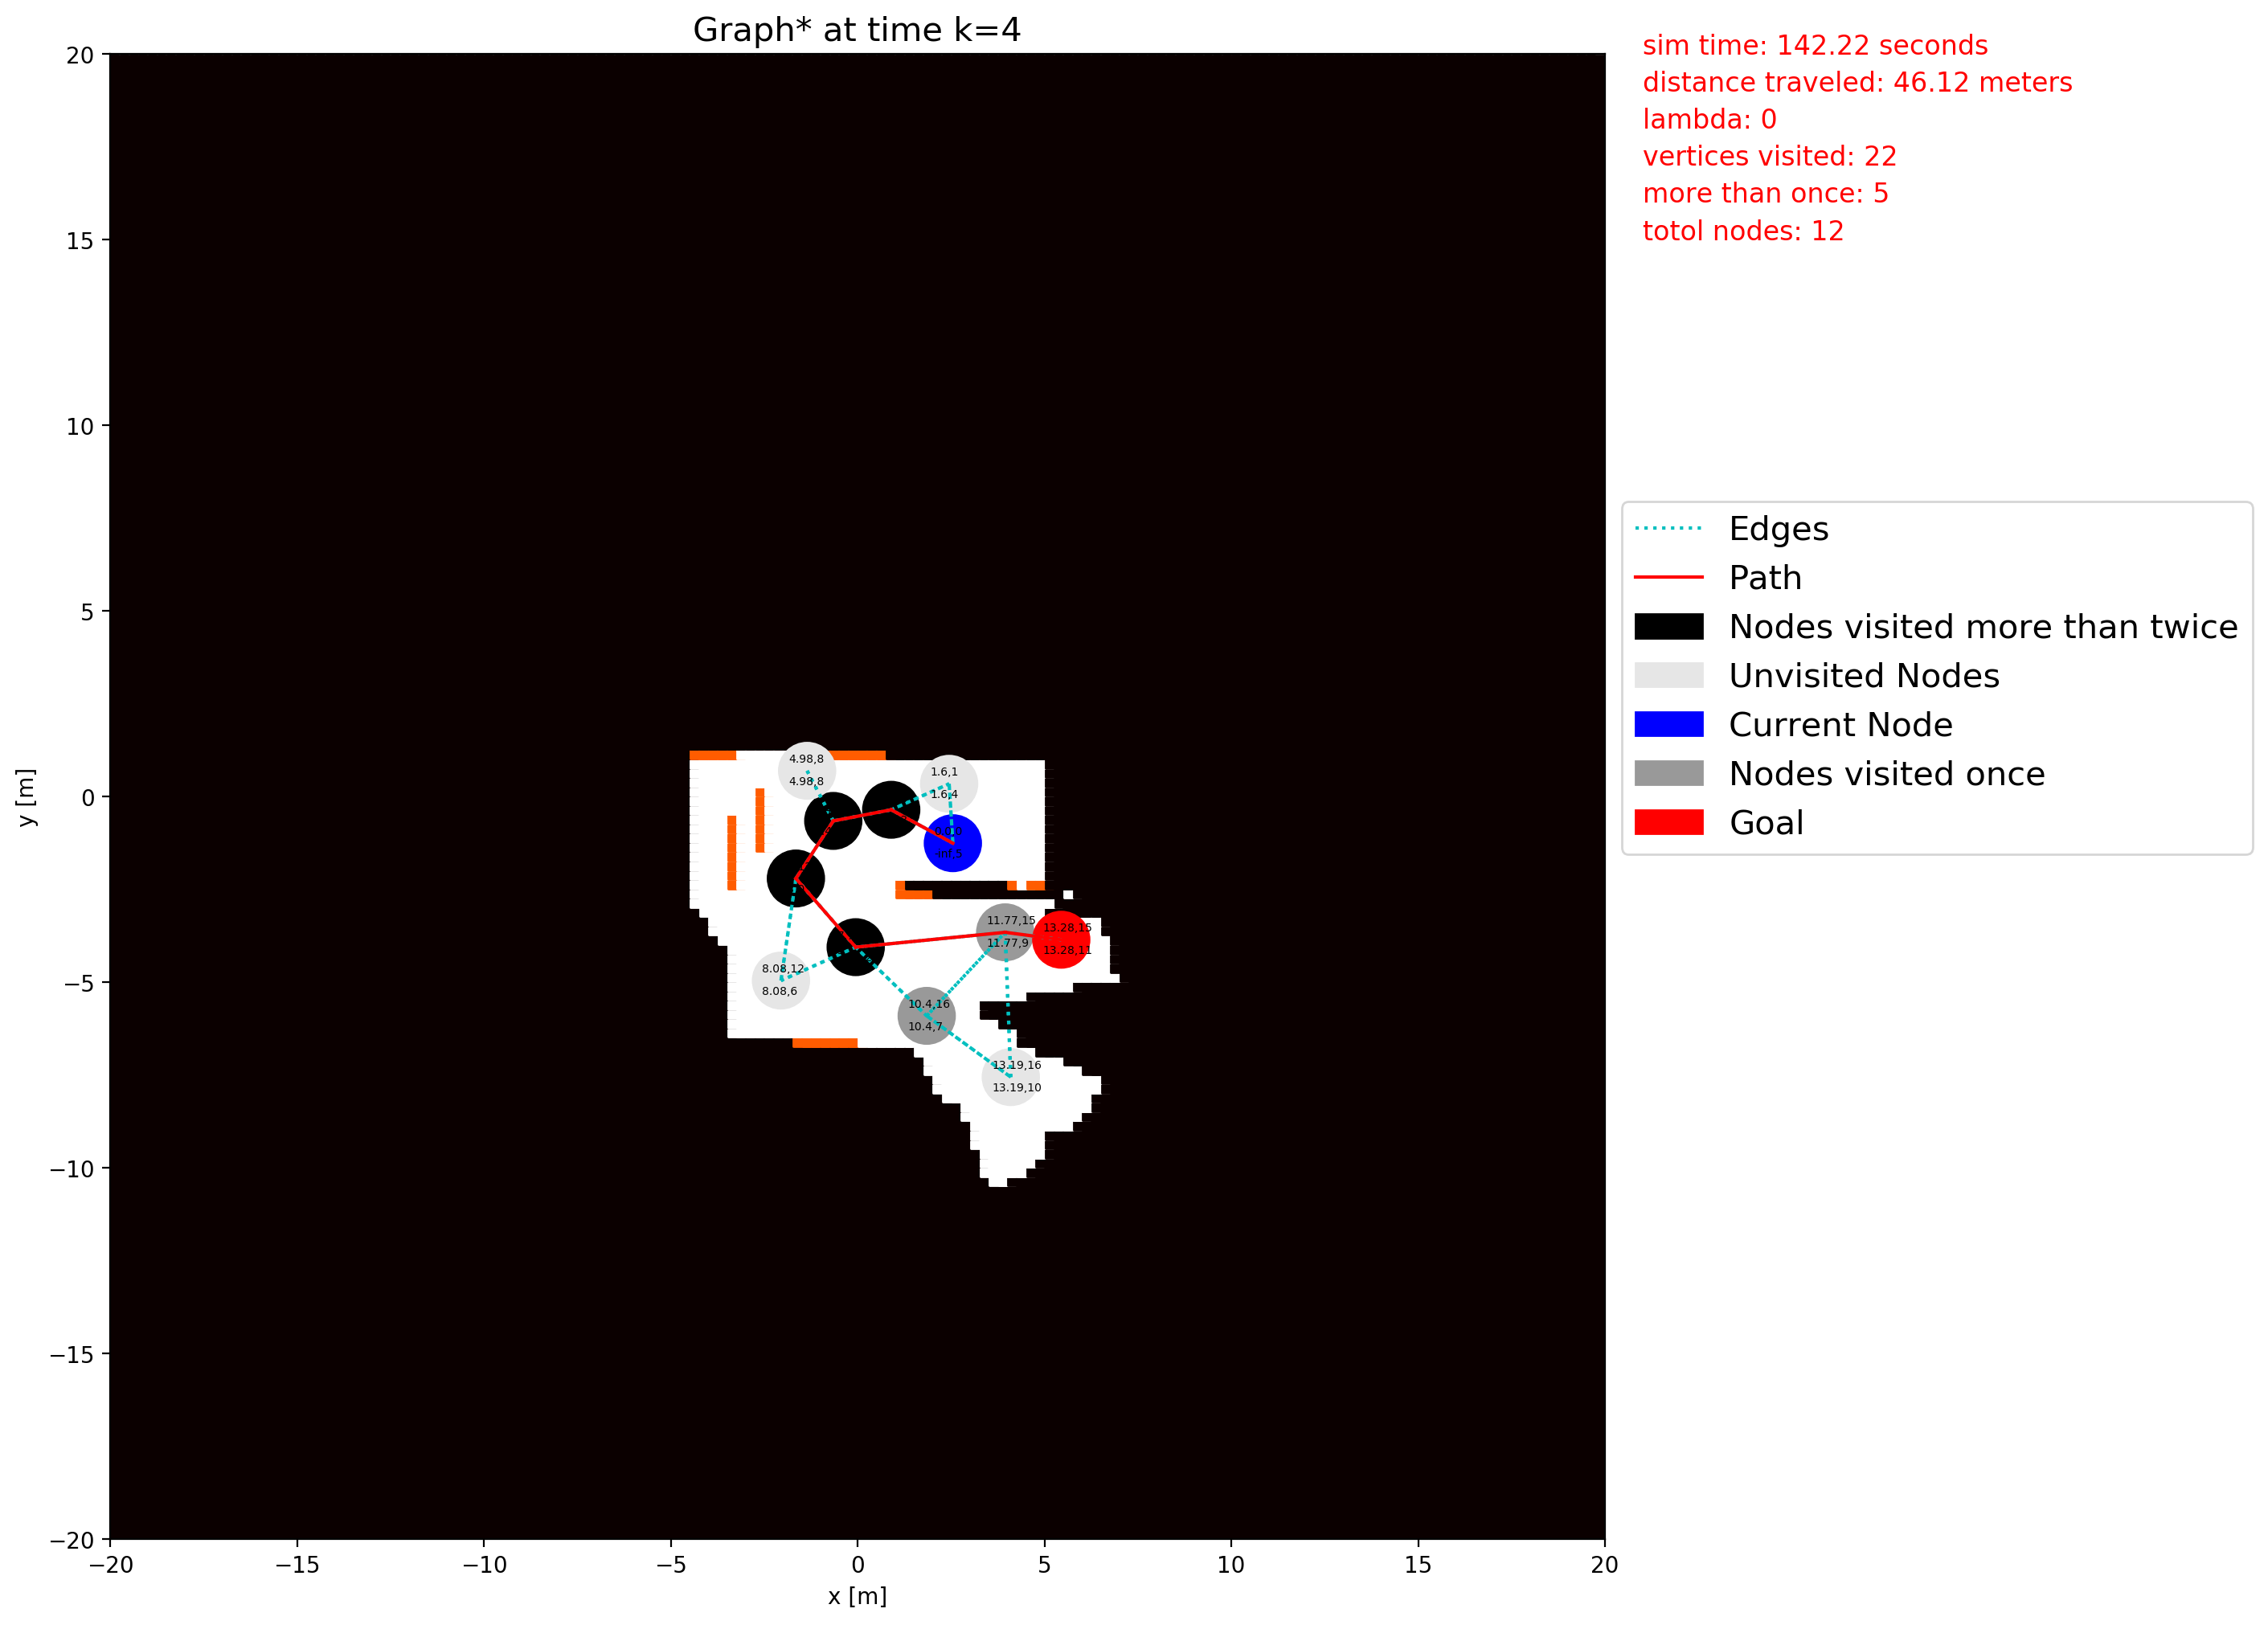 Graph* at time k=4
sim time: 142.22 seconds
distance traveled: 46.12 meters
lambda: 0
vertices visited: 22
more than once: 5
totol nodes: 12
20
15
10
5
0
−5
−10
−15
−20
y [m]
−20
−15
−10
−5
0
5
10
15
20
x [m]
4.98,8
4.98,8
1.6,1
1.6,4
0.0,0
11.77,15
11.77,9
13.28,15
13.28,11
8.08,12
8.08,6
10.4,16
10.4,7
13.19,16
13.19,10
Edges
Path
Nodes visited more than twice
Unvisited Nodes
Current Node
Nodes visited once
Goal